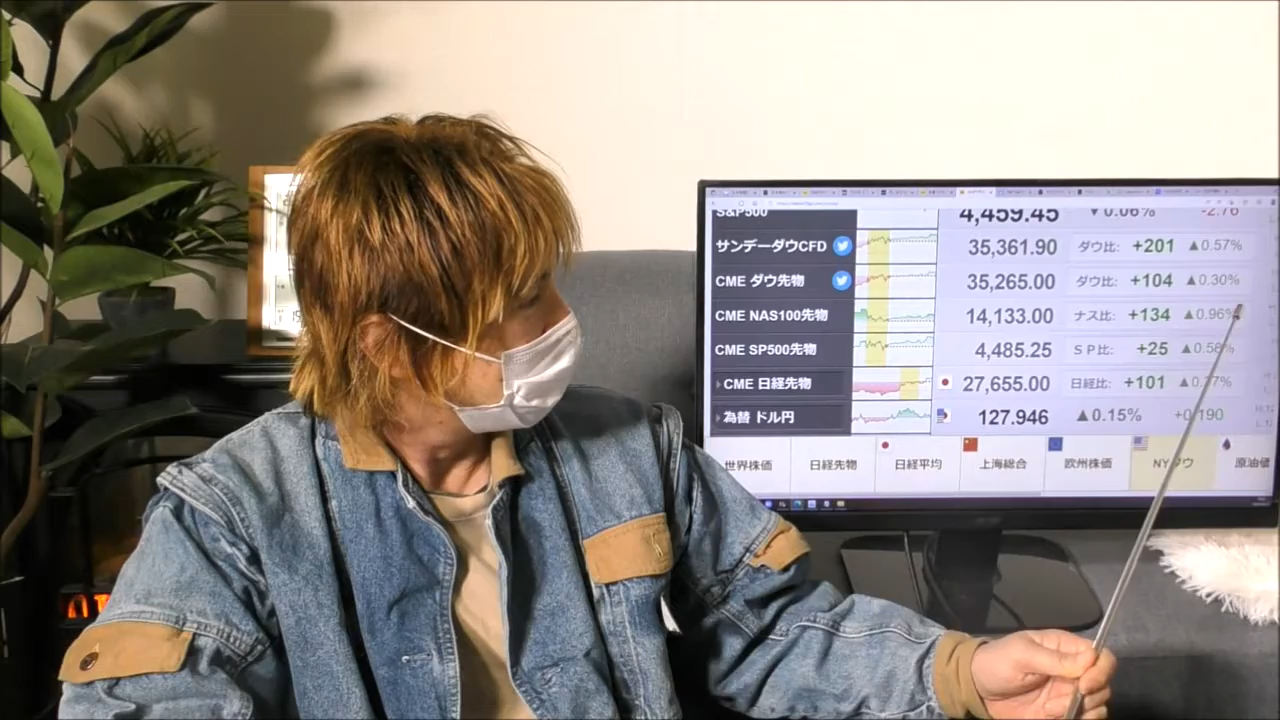 S&P500 4,459.45 ▼0.06% -2.76
サンデーダウCFD 35,361.90 ダウ比: +201 ▲0.57%
CME ダウ先物 35,265.00 ダウ比: +104 ▲0.30%
CME NAS100先物 14,133.00 ナス比: +134 ▲0.96%
CME SP500先物 4,485.25 SP比: +25 ▲0.56%
CME 日経先物 27,655.00 日経比: +101 ▲0.37%
為替 ドル円 127.946 ▲0.15% +0.190
世界株価 日経先物 日経平均 上海総合 欧州株価 NYダウ 原油価